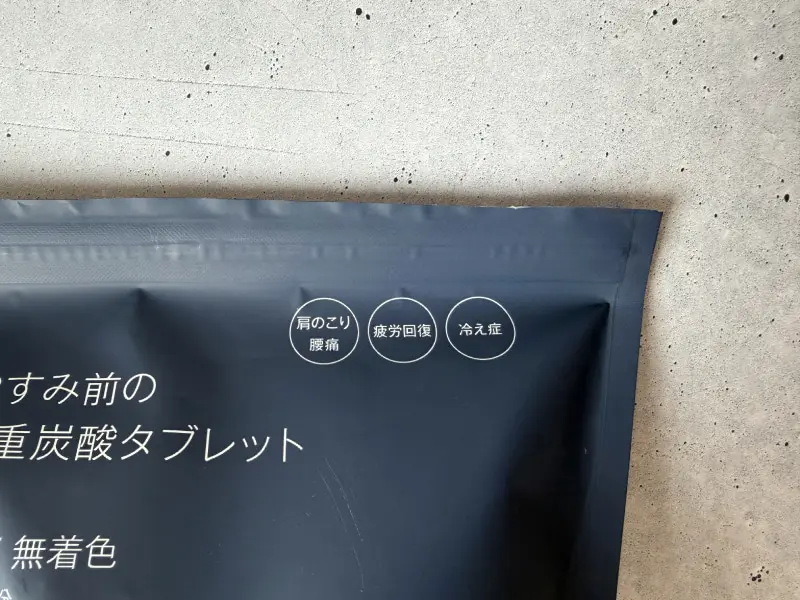 肩のこり
腰痛
疲労回復
冷え症
すみ前の
重炭酸タブレット
無着色